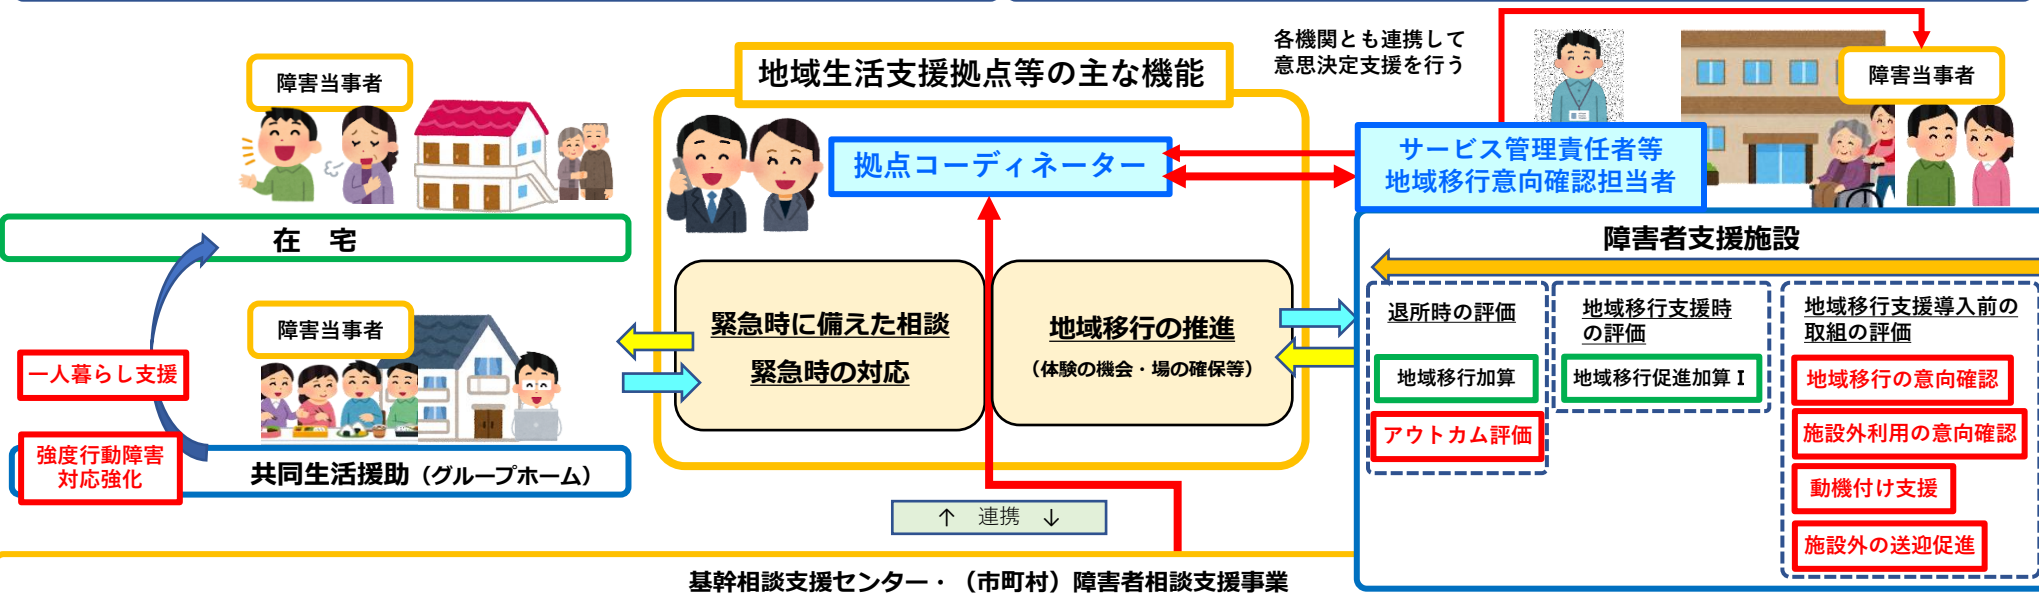 障害当事者
在　宅
障害当事者
一人暮らし支援
強度行動障害
対応強化
共同生活援助（グループホーム）
地域生活支援拠点等の主な機能
拠点コーディネーター
緊急時に備えた相談
緊急時の対応
地域移行の推進
（体験の機会・場の確保等）
↑　連携　↓
基幹相談支援センター・（市町村）障害者相談支援事業
各機関とも連携して
意思決定支援を行う
障害当事者
サービス管理責任者等
地域移行意向確認担当者
障害者支援施設
退所時の評価
地域移行加算
アウトカム評価
地域移行支援時
の評価
地域移行促進加算Ⅰ
地域移行支援導入前の
取組の評価
地域移行の意向確認
施設外利用の意向確認
動機付け支援
施設外の送迎促進